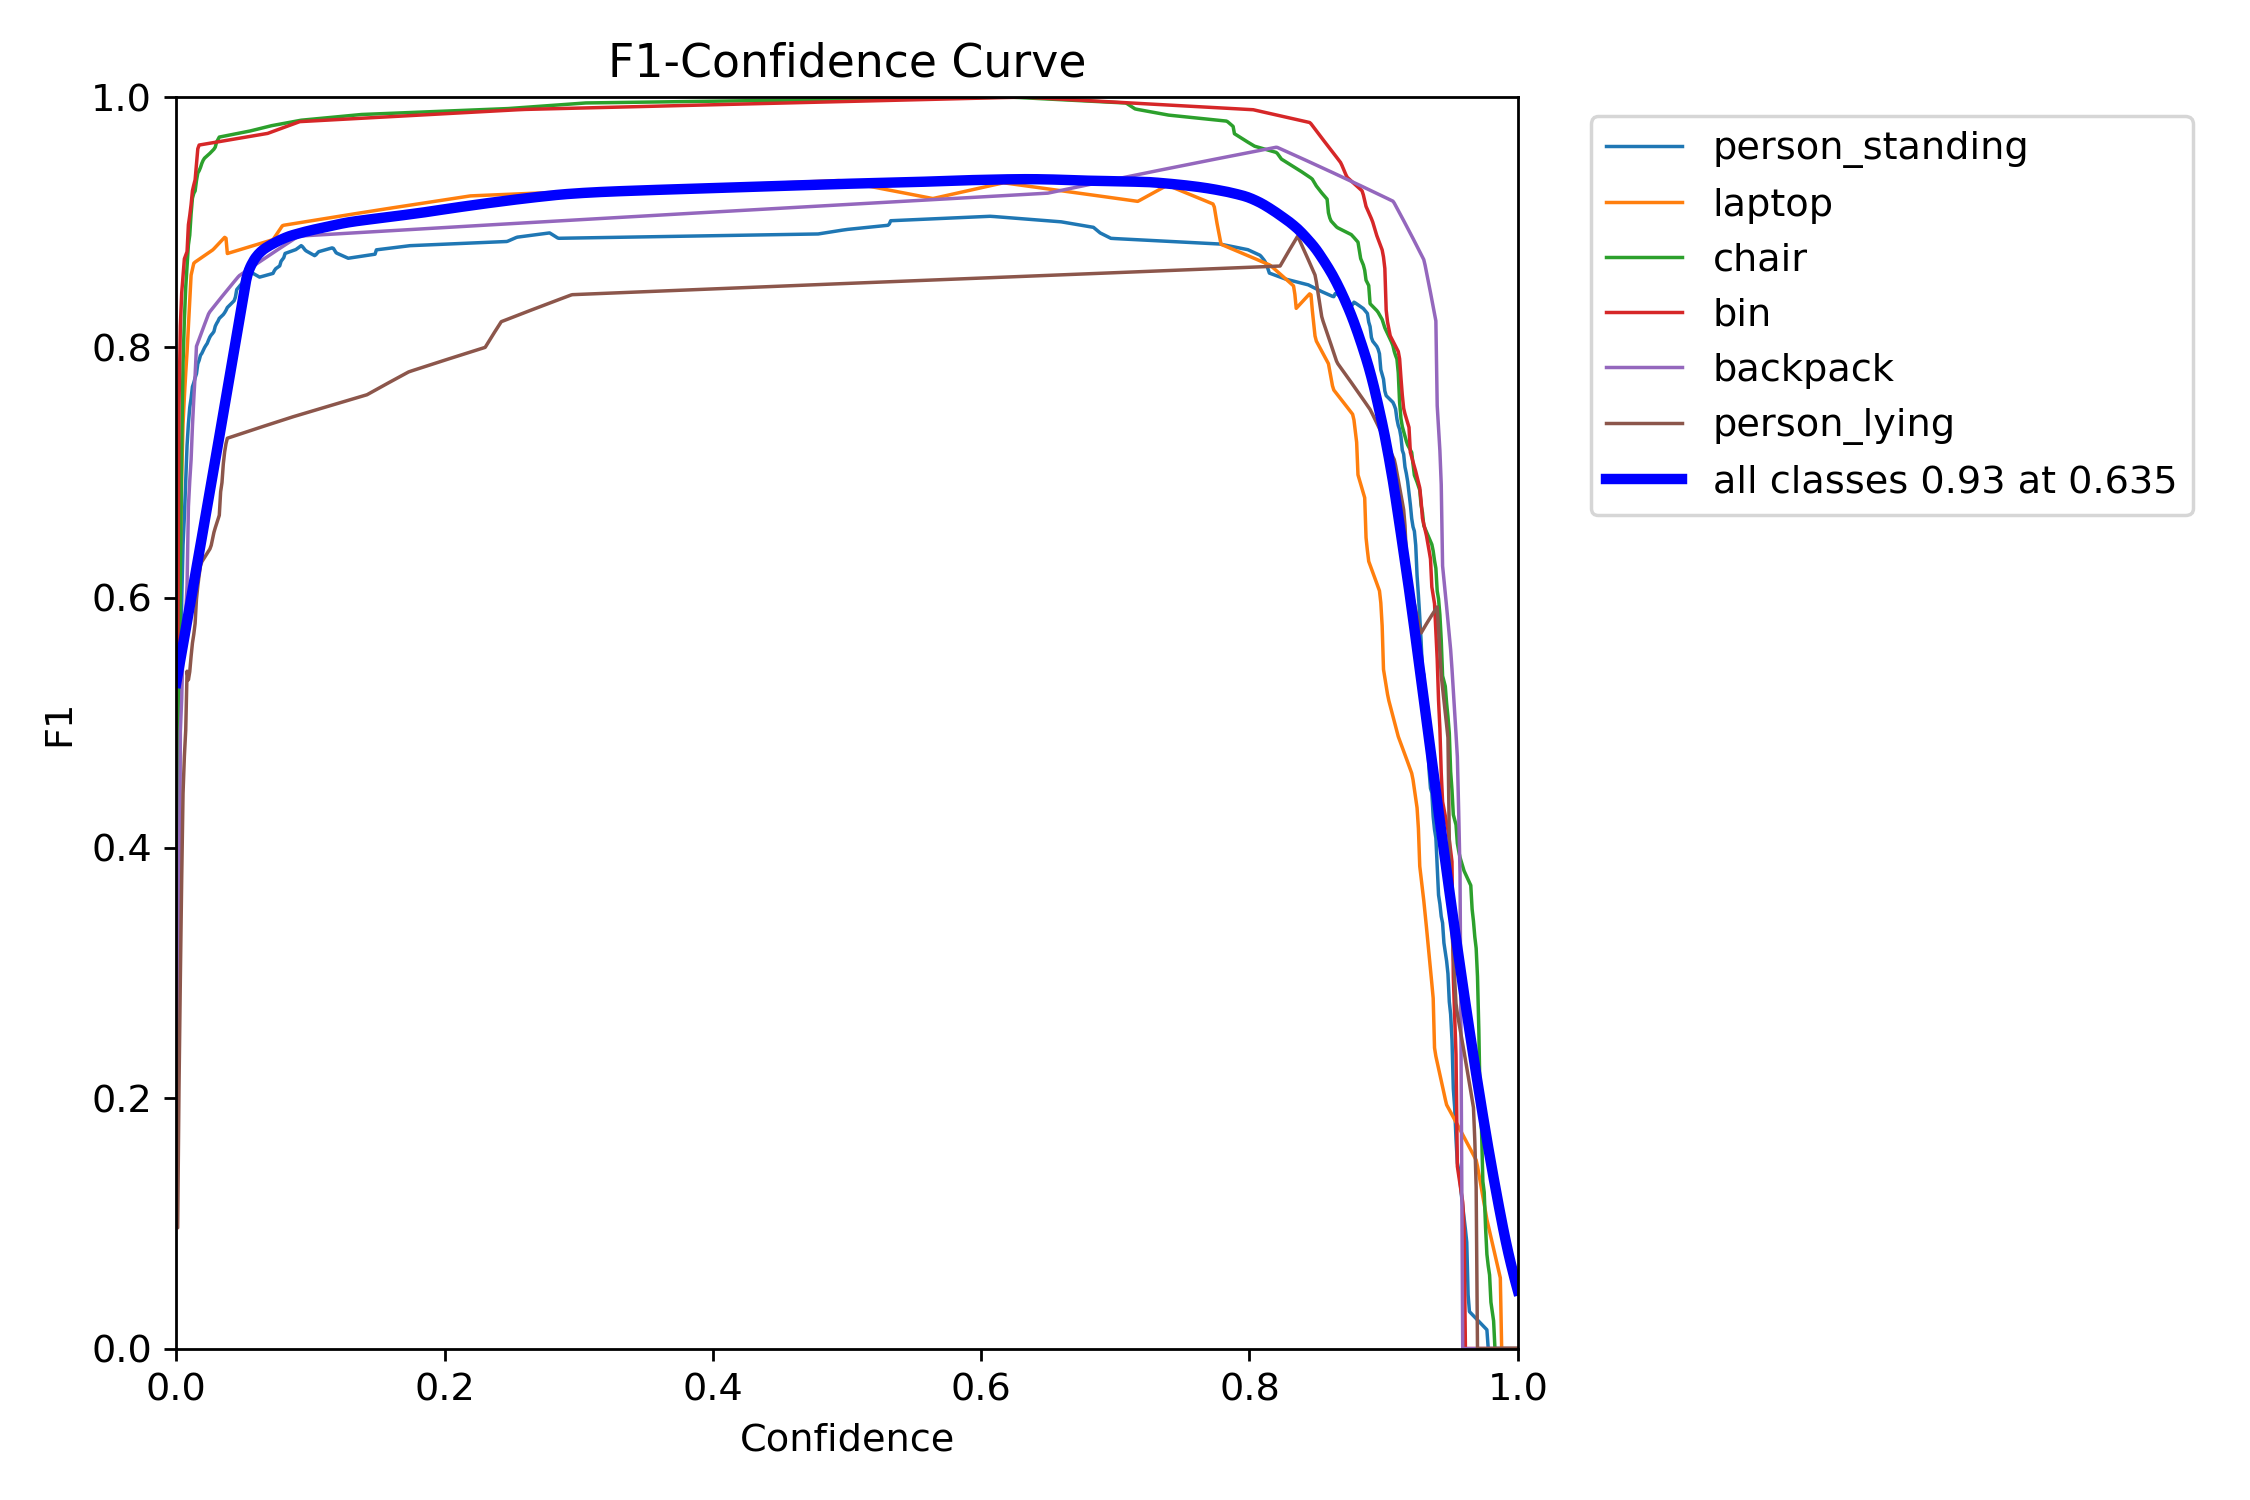 F1-Confidence Curve
1.0
0.8
0.6
0.4
0.2
0.0
F1
0.0 0.2 0.4 0.6 0.8 1.0
Confidence
person_standing
laptop
chair
bin
backpack
person_lying
all classes 0.93 at 0.635